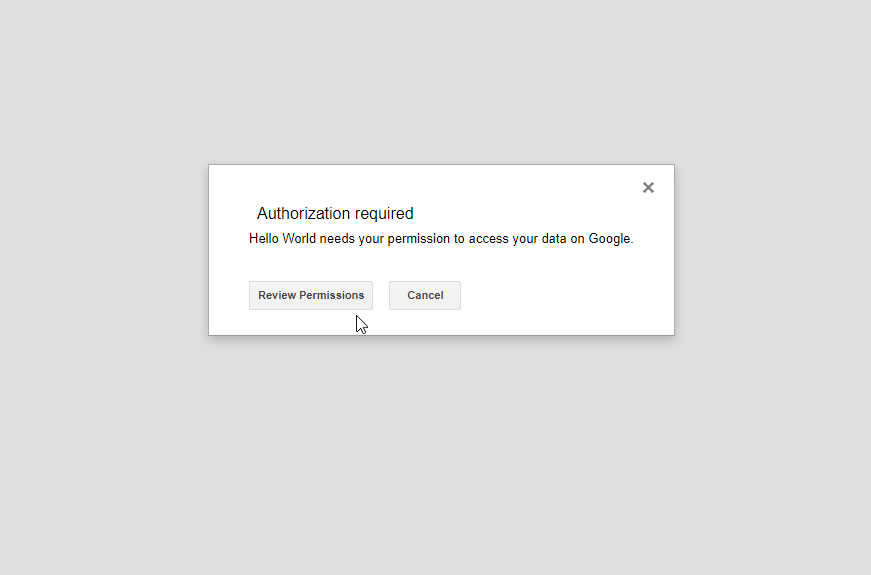 Authorization required
Hello World needs your permission to access your data on Google.
Review Permissions Cancel